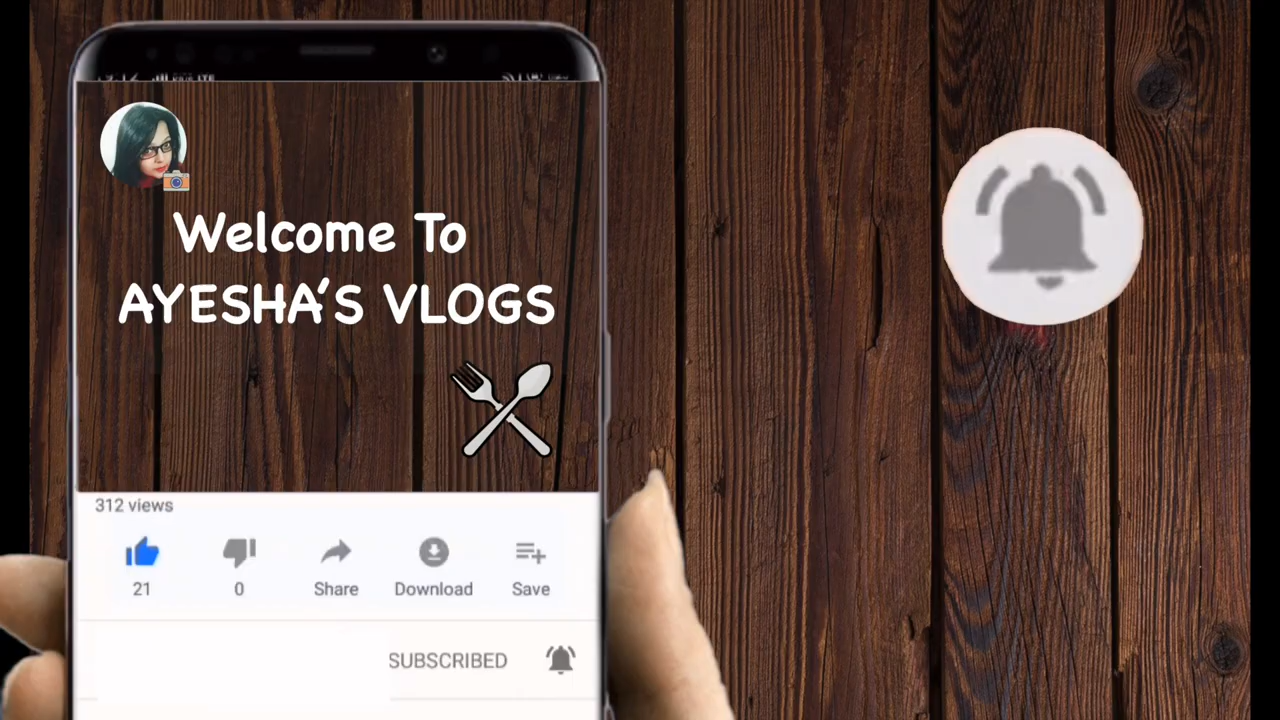 Welcome To
AYESHA'S VLOGS
312 views
21
0
Share
Download
Save
SUBSCRIBED